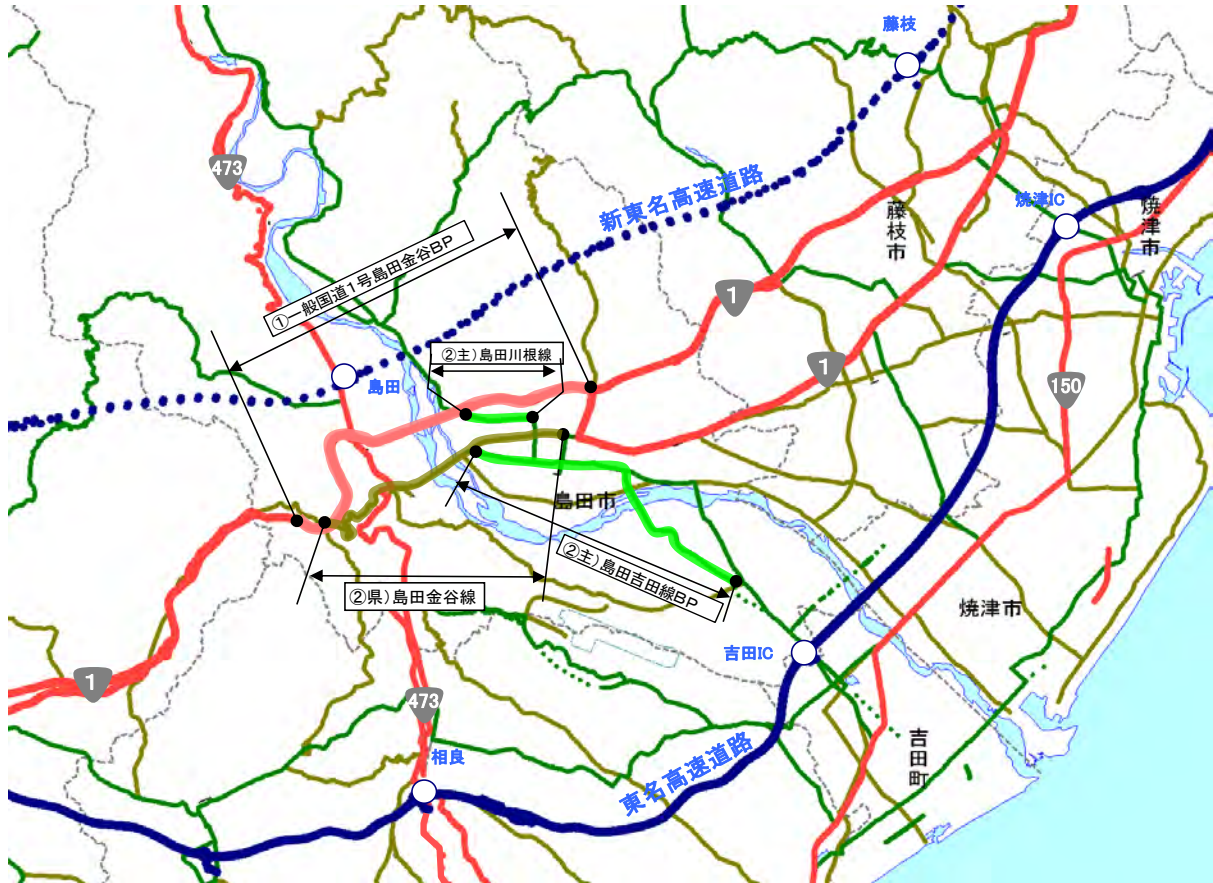 藤枝
473
新東名高速道路
焼津IC
藤枝市
焼津市
①一般国道1号島田金谷BP
1
②主)島田川根線
島田
1
150
島田市
②主)島田吉田線BP
②県)島田金谷線
焼津市
吉田IC
1
473
吉田町
相良
東名高速道路